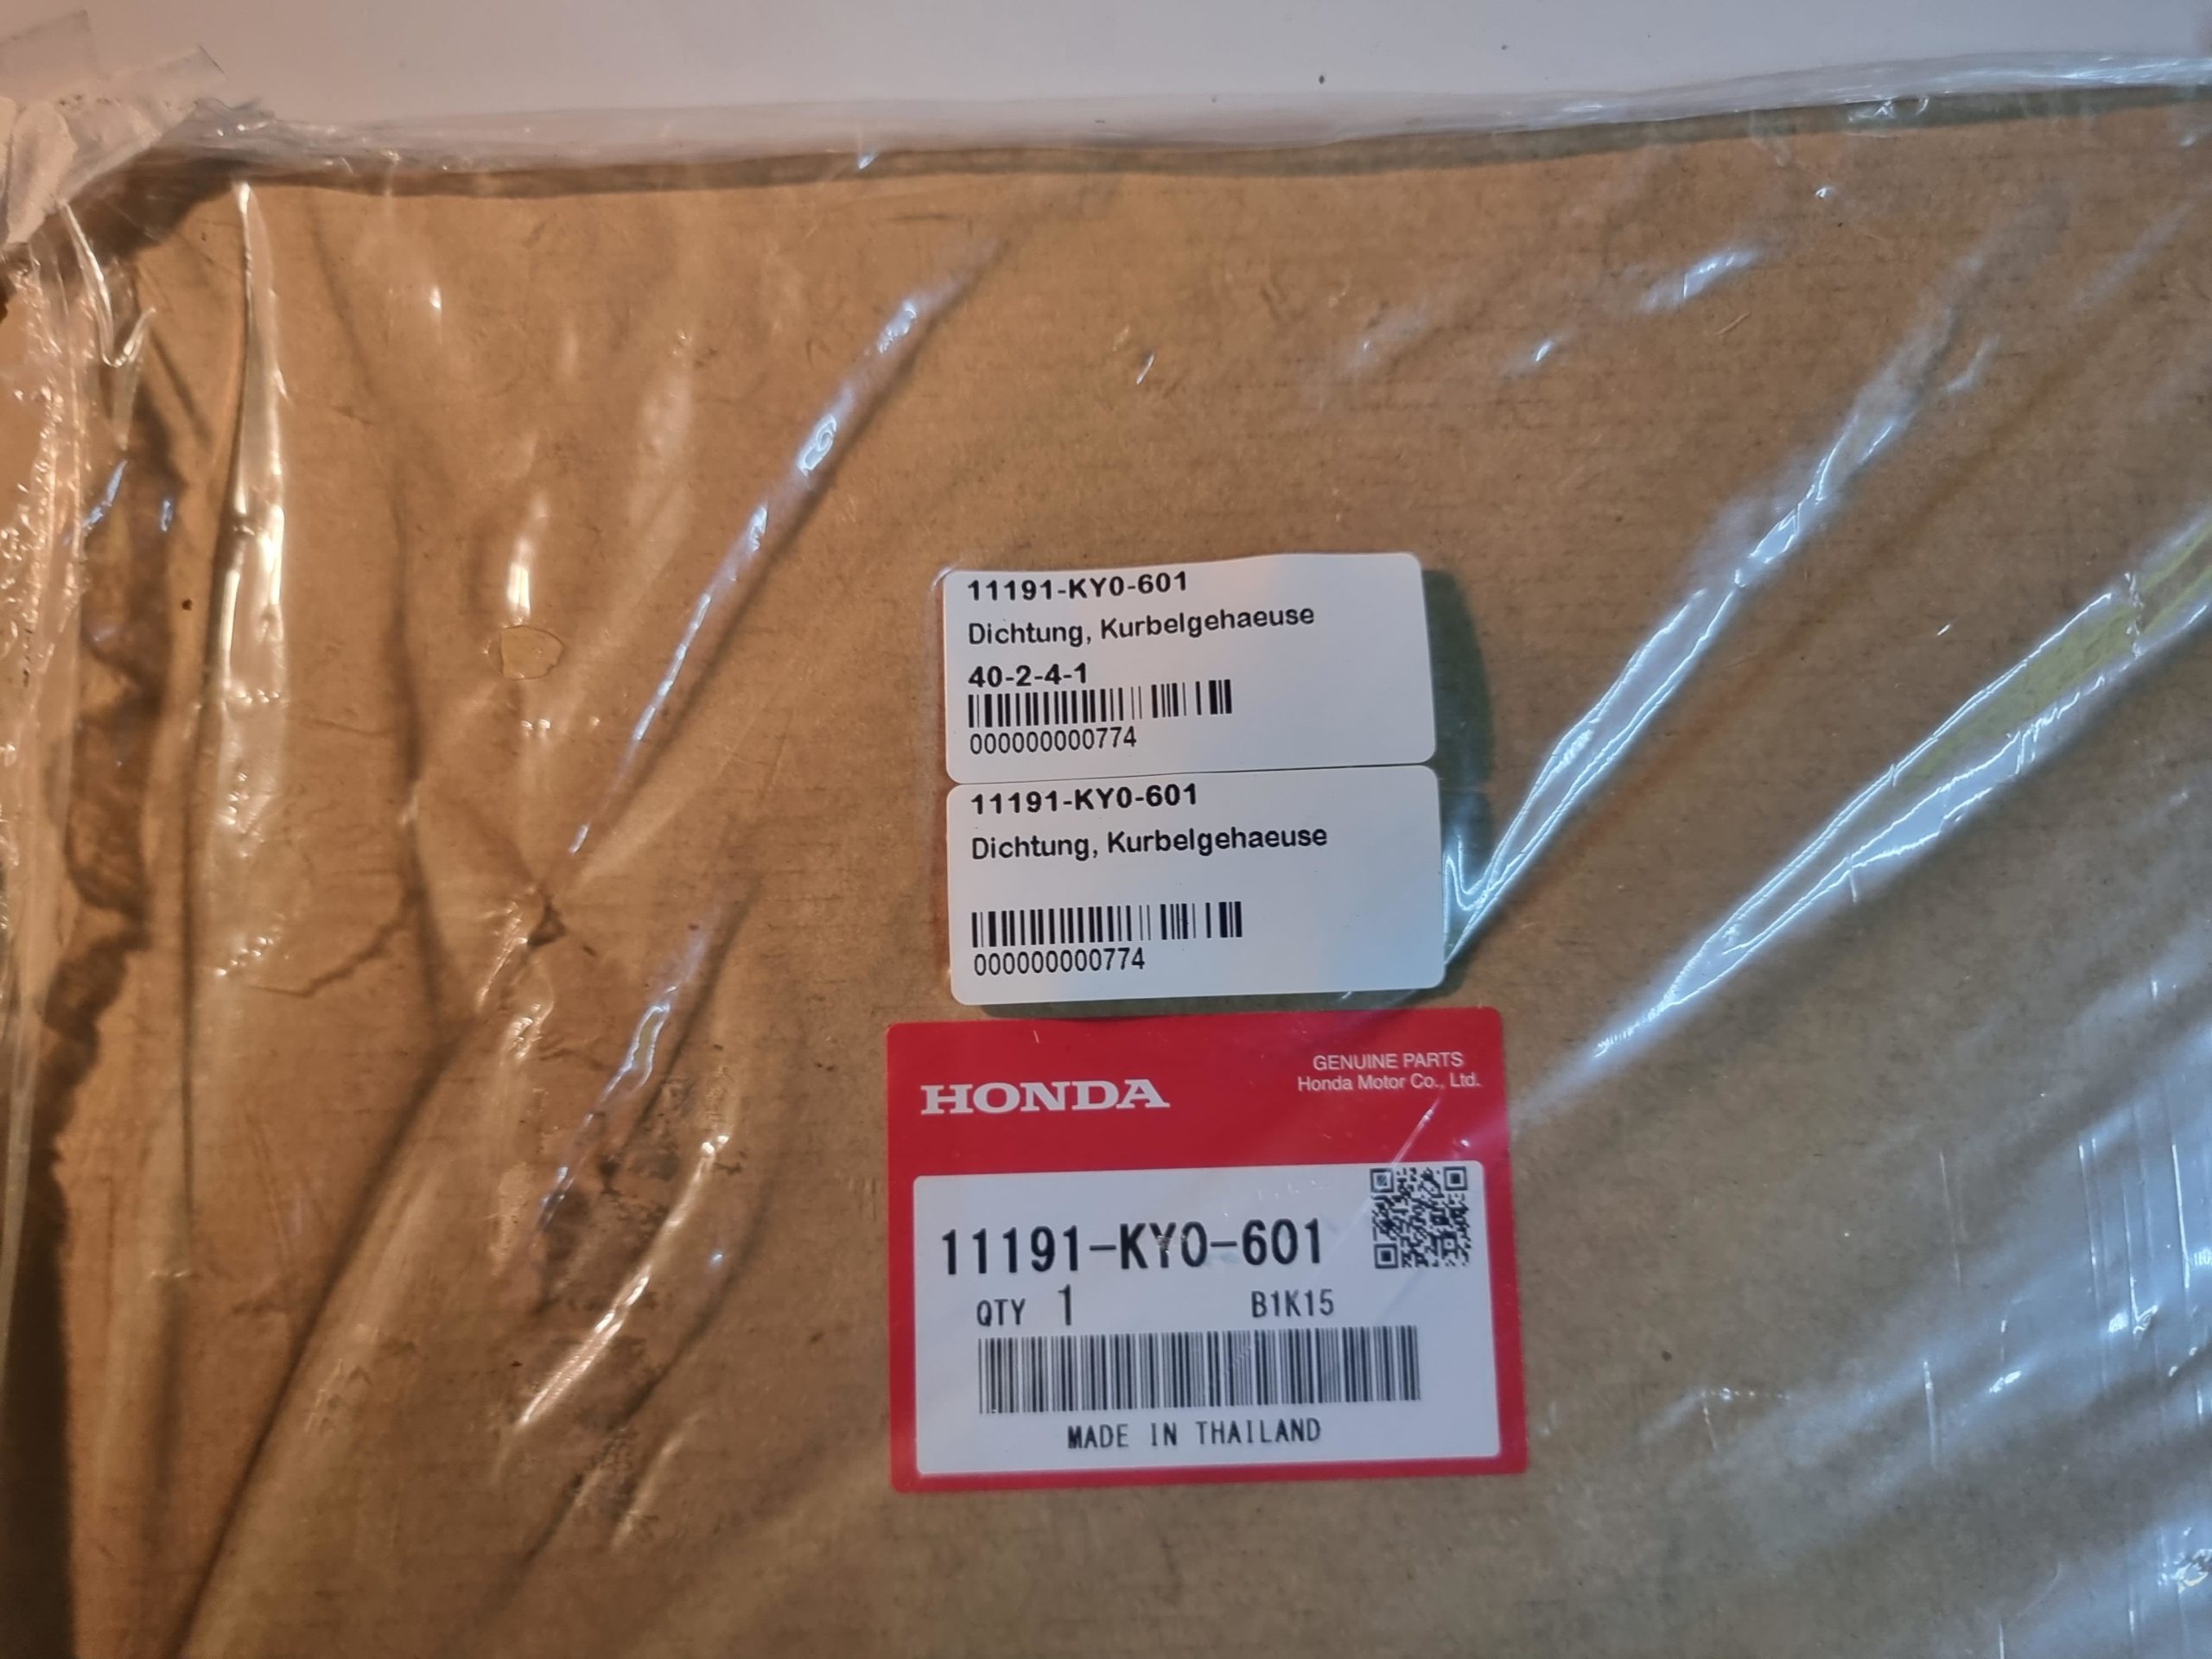 11191-KY0-601
Dichtung, Kurbelgehaeuse
40-2-4-1
000000000774
11191-KY0-601
Dichtung, Kurbelgehaeuse
000000000774
HONDA
GENUINE PARTS
Honda Motor Co., Ltd.
11191-KY0-601
QTY 1 B1K15
MADE IN THAILAND